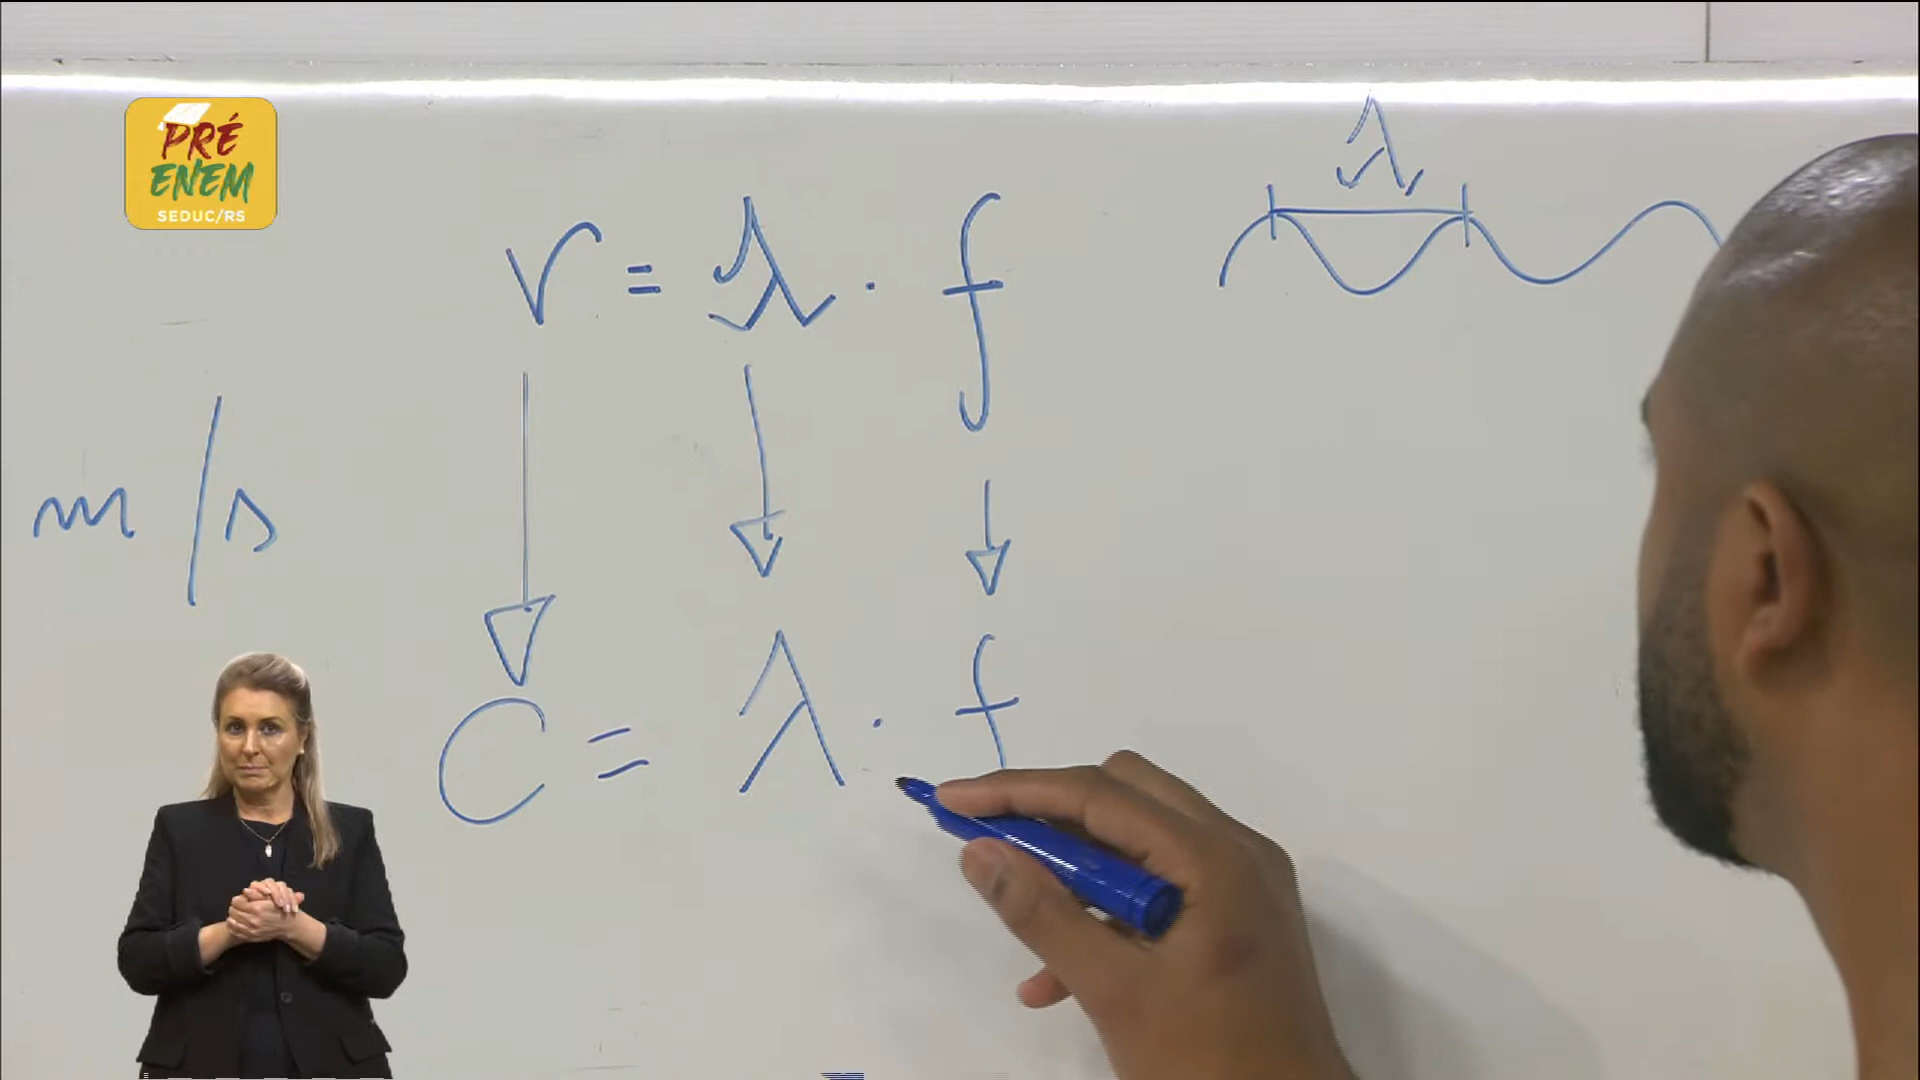 PRÉ
ENEM
SEDUC/RS
λ
v = λ . f
m/s
C = λ . f